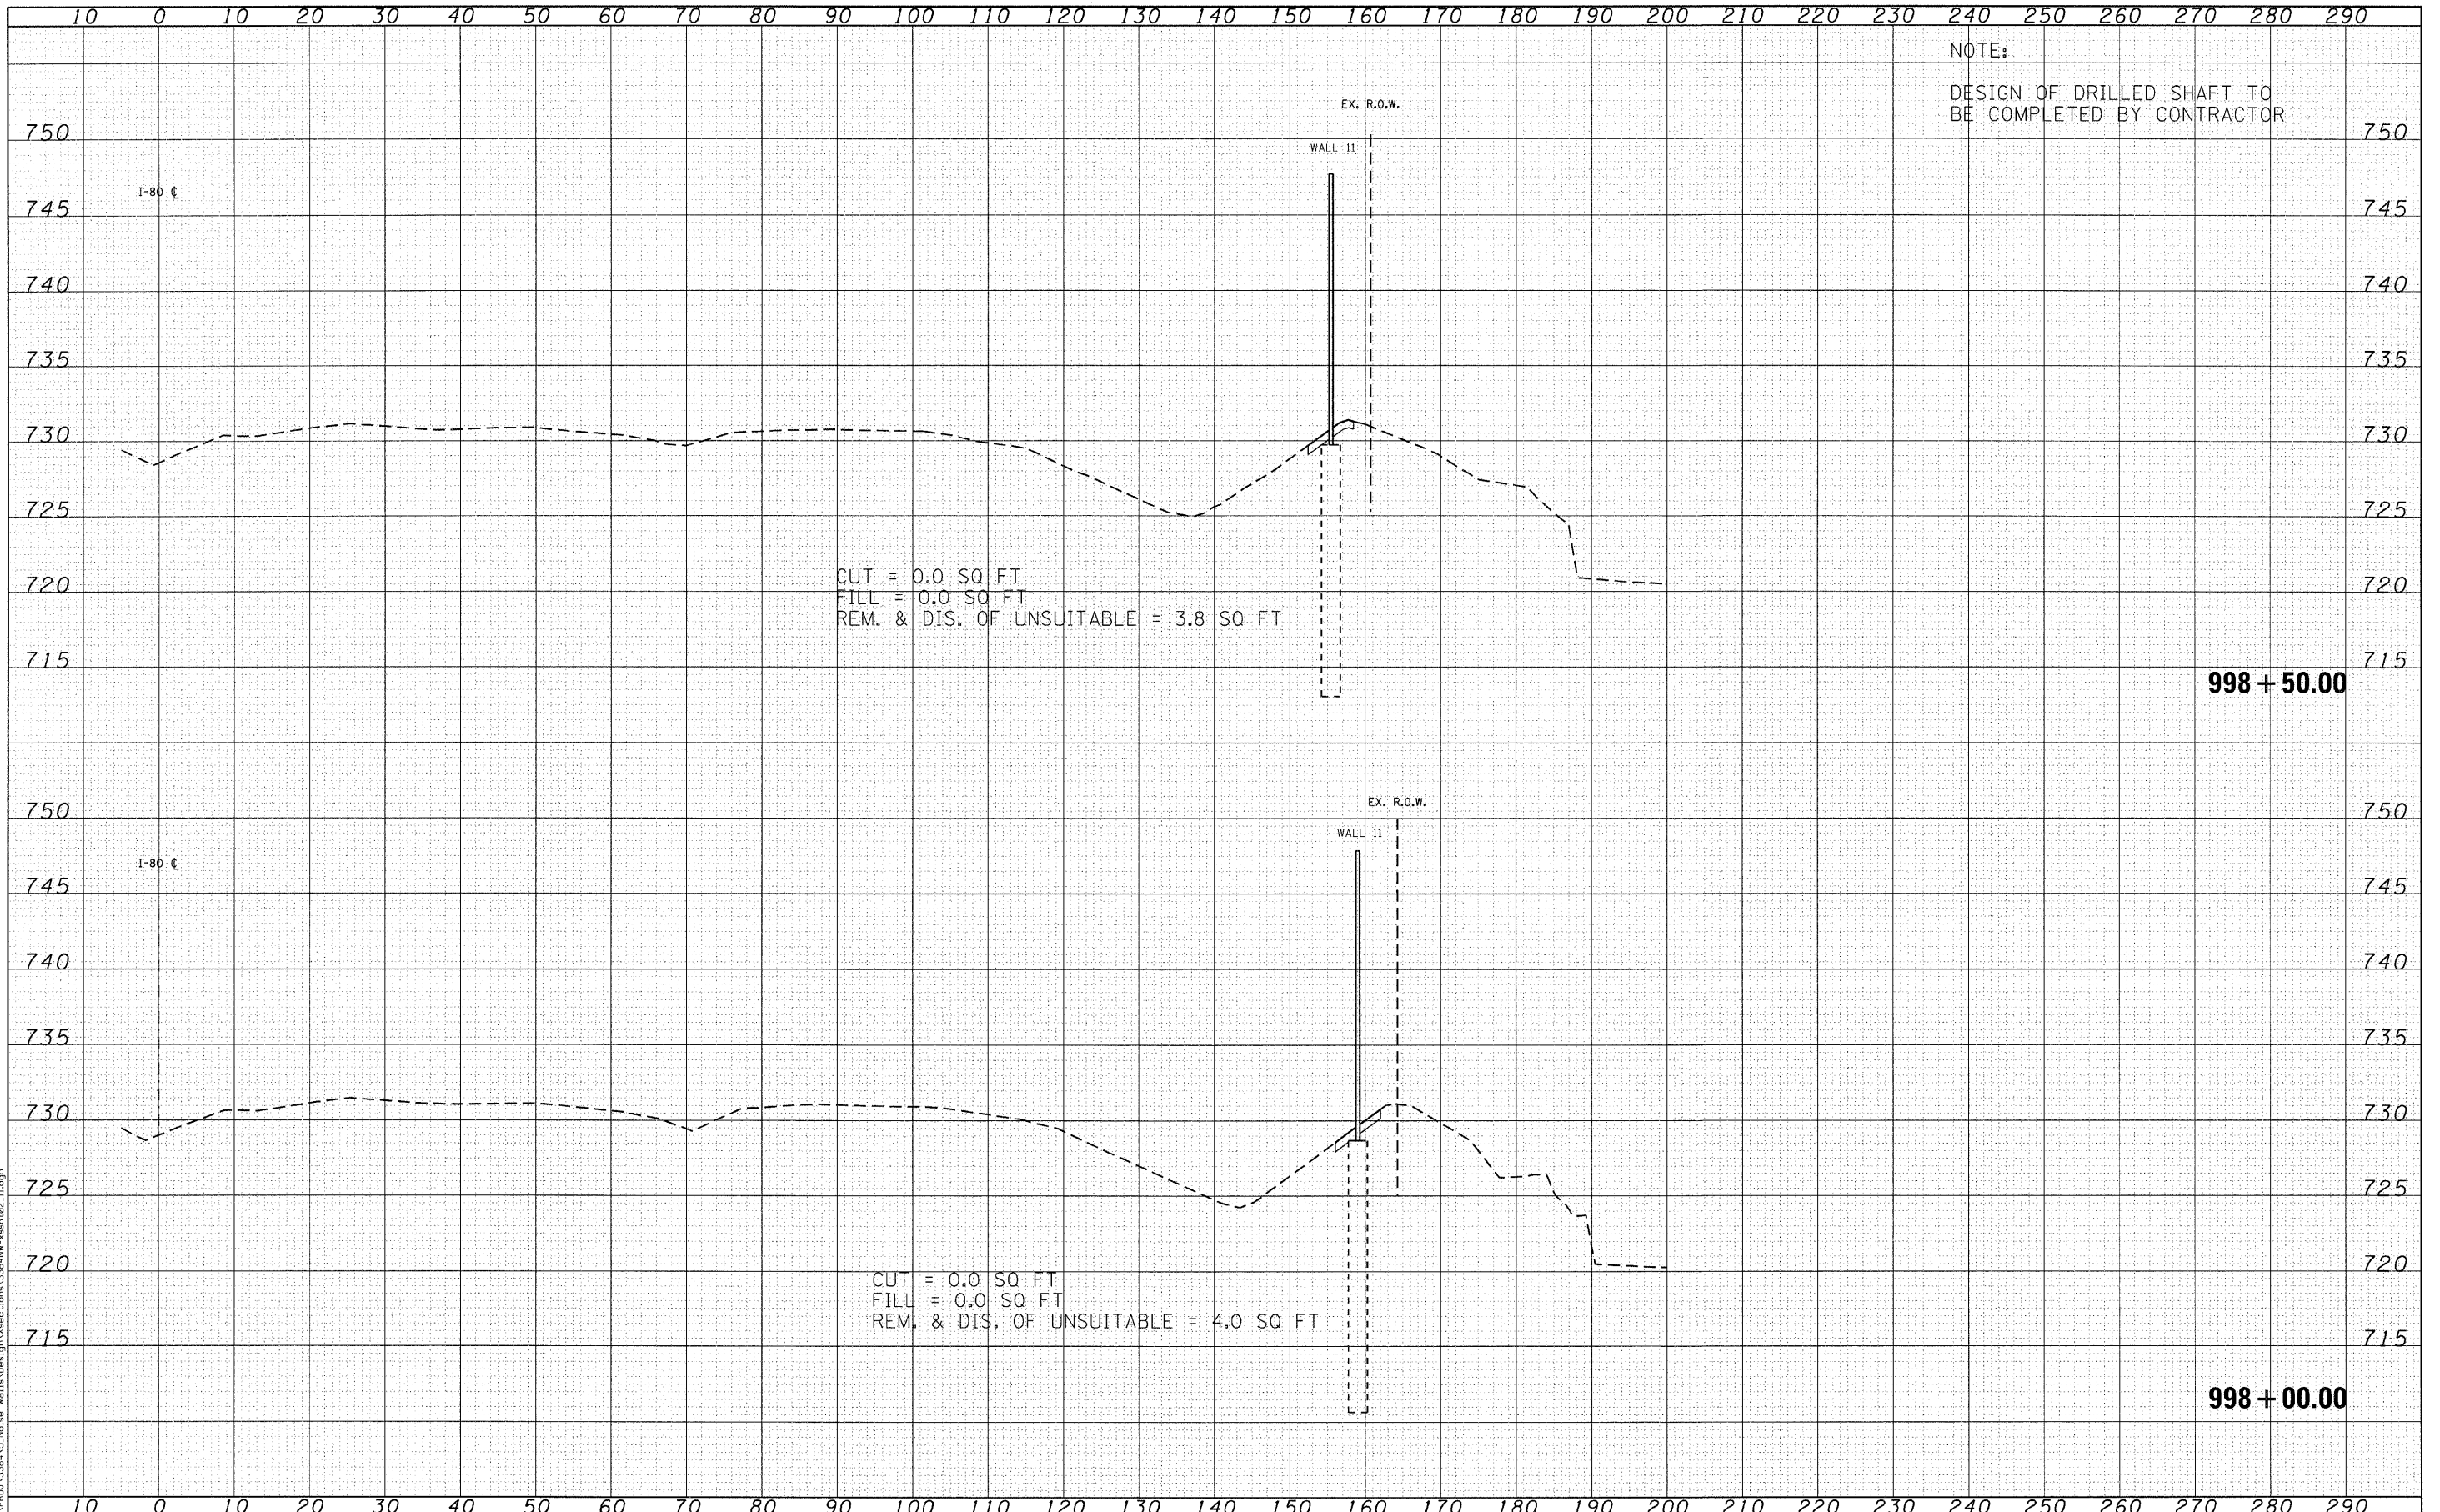 10 0 10 20 30 40 50 60 70 80 90 100 110 120 130 140 150 160 170 180 190 200 210 220 230 240 250 260 270 280 290
NOTE:
DESIGN OF DRILLED SHAFT TO
BE COMPLETED BY CONTRACTOR
EX. R.O.W.
750 750
WALL 11
I-80 ℄
745 745
740 740
735 735
730 730
725 725
CUT = 0.0 SQ FT
720 720
FILL = 0.0 SQ FT
REM. & DIS. OF UNSUITABLE = 3.8 SQ FT
715 715
998+50.00
EX. R.O.W.
750 750
WALL 11
I-80 ℄
745 745
740 740
735 735
730 730
725 725
720 720
CUT = 0.0 SQ FT
FILL = 0.0 SQ FT
REM. & DIS. OF UNSUITABLE = 4.0 SQ FT
715 715
998+00.00
10 0 10 20 30 40 50 60 70 80 90 100 110 120 130 140 150 160 170 180 190 200 210 220 230 240 250 260 270 280 290